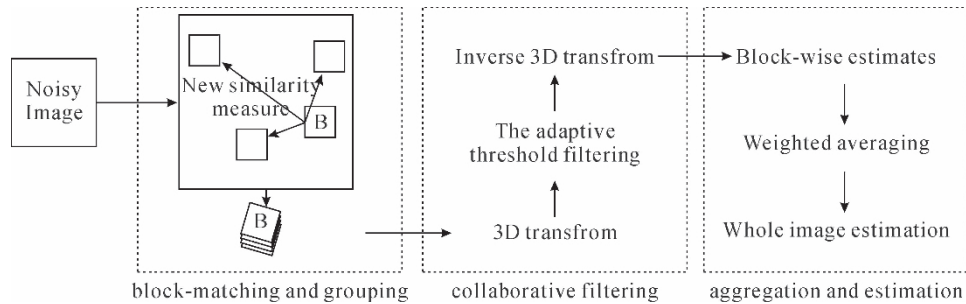 Noisy
Image
New similarity
measure
B
B
block-matching and grouping
Inverse 3D transfrom
The adaptive
threshold filtering
3D transfrom
collaborative filtering
Block-wise estimates
Weighted averaging
Whole image estimation
aggregation and estimation